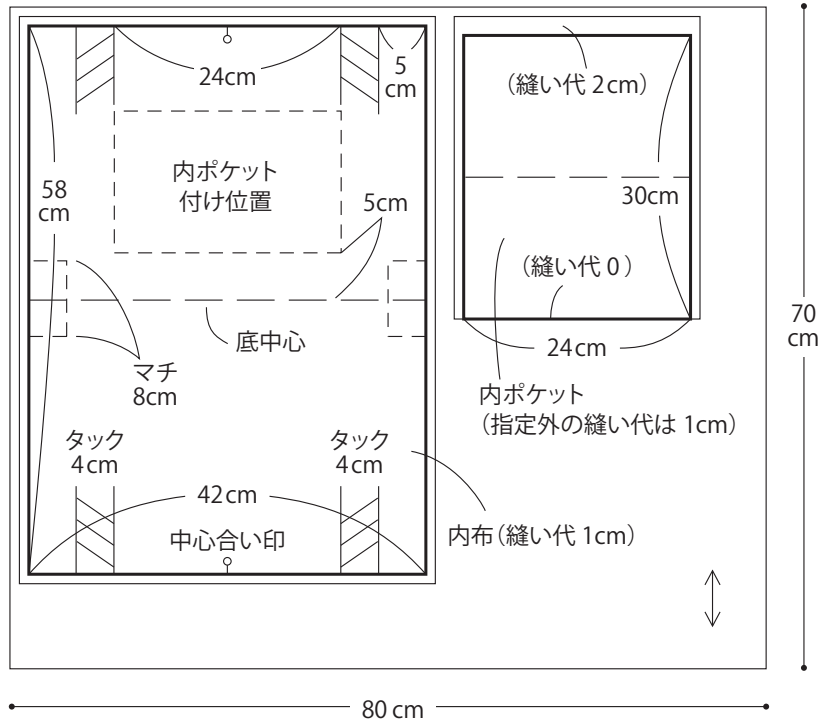 24cm
5
cm
(縫い代 2cm)
内ポケット
付け位置
58
cm
5cm
30cm
(縫い代 0 )
底中心
24cm
70
cm
マチ
8cm
内ポケット
(指定外の縫い代は 1cm)
タック
4cm
タック
4cm
42cm
中心合い印
内布(縫い代 1cm)
80 cm